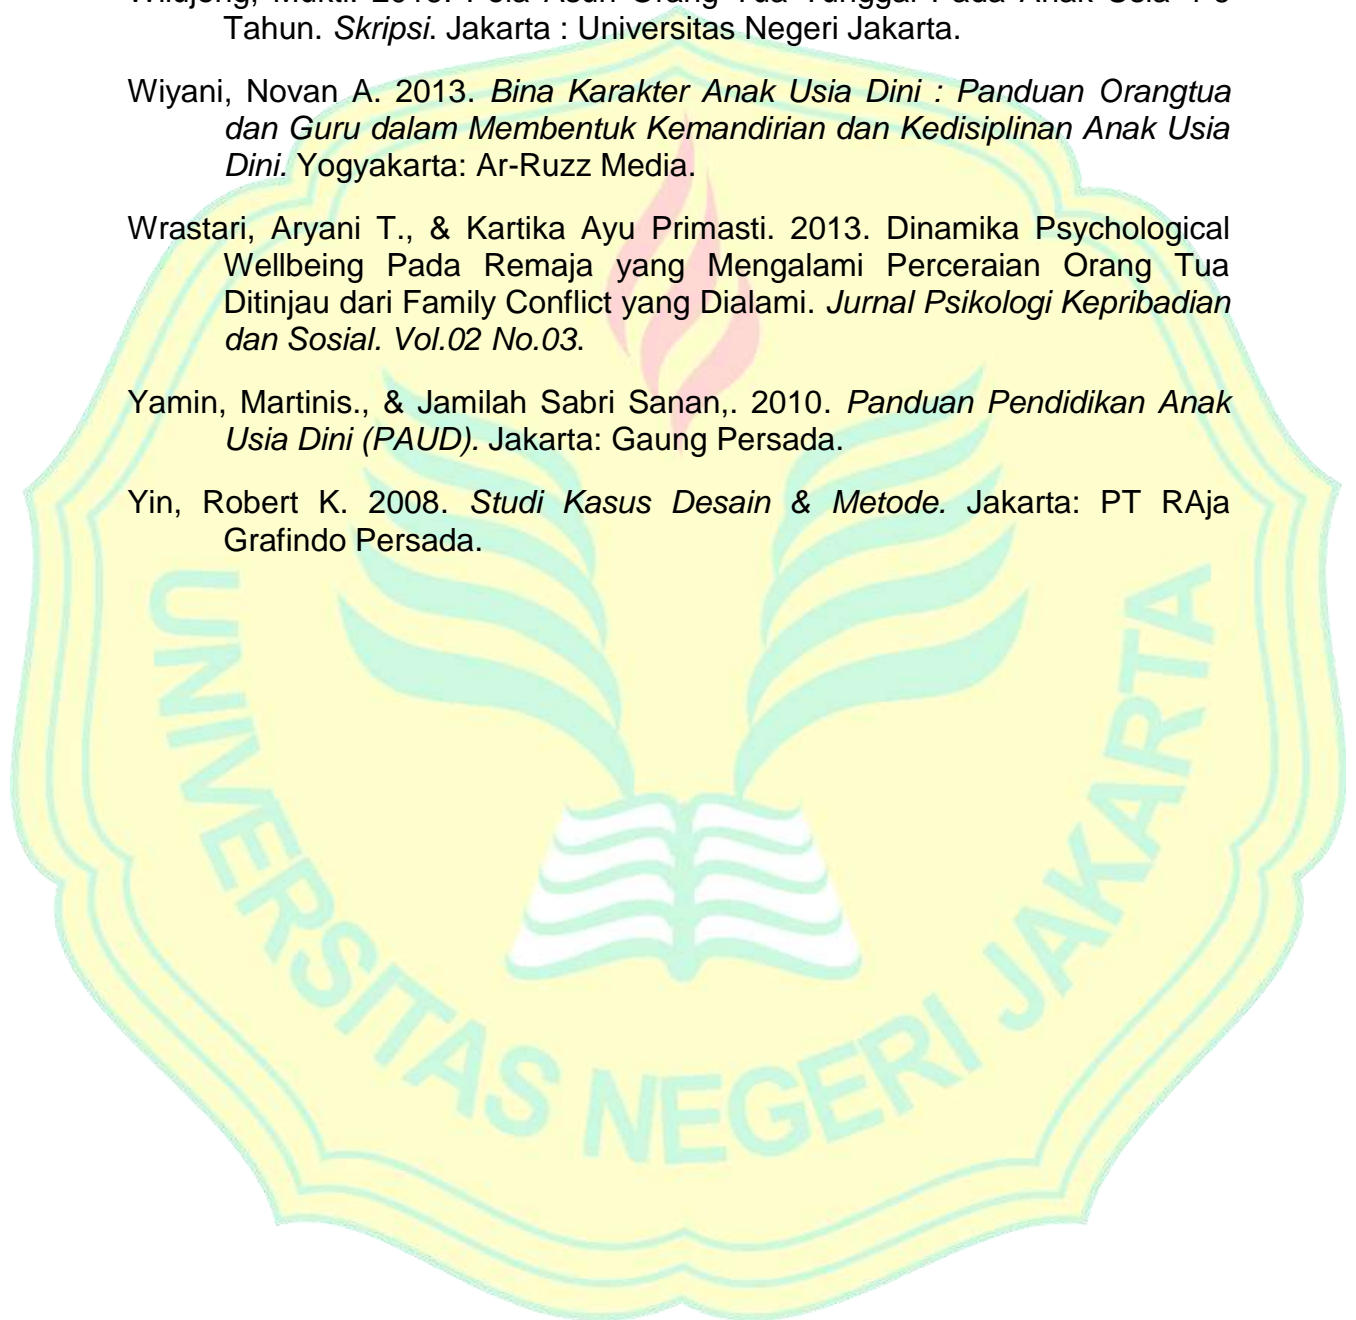 Tahun. Skripsi. Jakarta : Universitas Negeri Jakarta.
Wiyani, Novan A. 2013. Bina Karakter Anak Usia Dini : Panduan Orangtua
dan Guru dalam Membentuk Kemandirian dan Kedisiplinan Anak Usia
Dini. Yogyakarta: Ar-Ruzz Media.
Wrastari, Aryani T., & Kartika Ayu Primasti. 2013. Dinamika Psychological
Wellbeing Pada Remaja yang Mengalami Perceraian Orang Tua
Ditinjau dari Family Conflict yang Dialami. Jurnal Psikologi Kepribadian
dan Sosial. Vol.02 No.03.
Yamin, Martinis., & Jamilah Sabri Sanan,. 2010. Panduan Pendidikan Anak
Usia Dini (PAUD). Jakarta: Gaung Persada.
Yin, Robert K. 2008. Studi Kasus Desain & Metode. Jakarta: PT RAja
Grafindo Persada.
UNIVERSITAS NEGERI JAKARTA